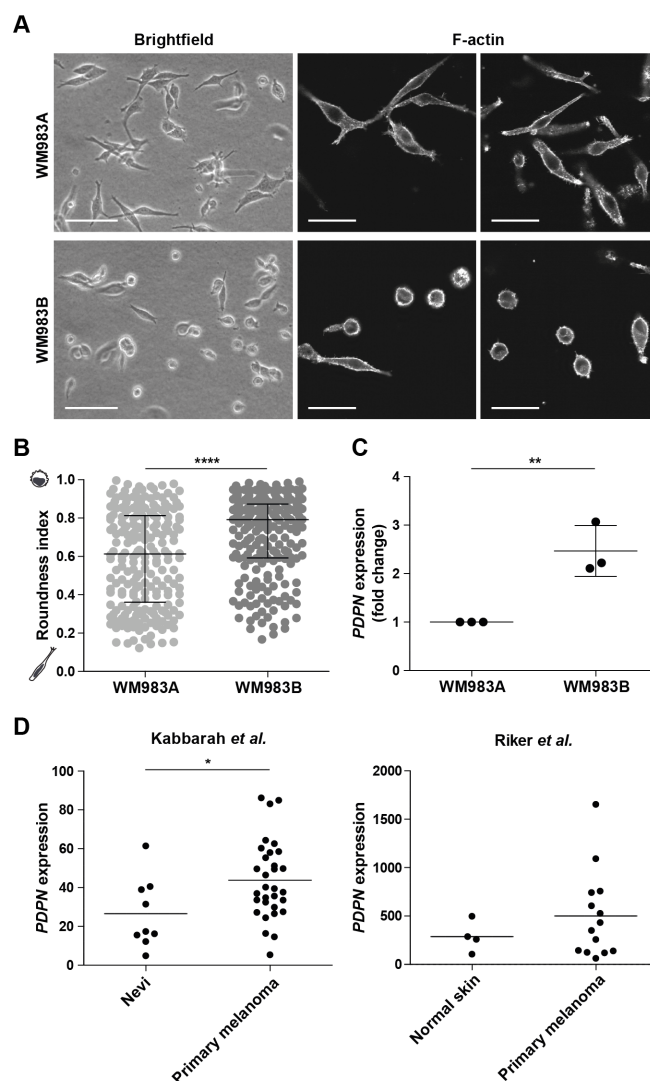 A
Brightfield
F-actin
WM983A
WM983B
B
****
Roundness index
1.0
0.8
0.6
0.4
0.2
0.0
WM983A
WM983B
C
**
PDPN expression
(fold change)
4
3
2
1
0
WM983A
WM983B
D
Kabbarah et al.
*
PDPN expression
100
80
60
40
20
0
Nevi
Primary melanoma
Riker et al.
PDPN expression
2000
1500
1000
500
0
Normal skin
Primary melanoma